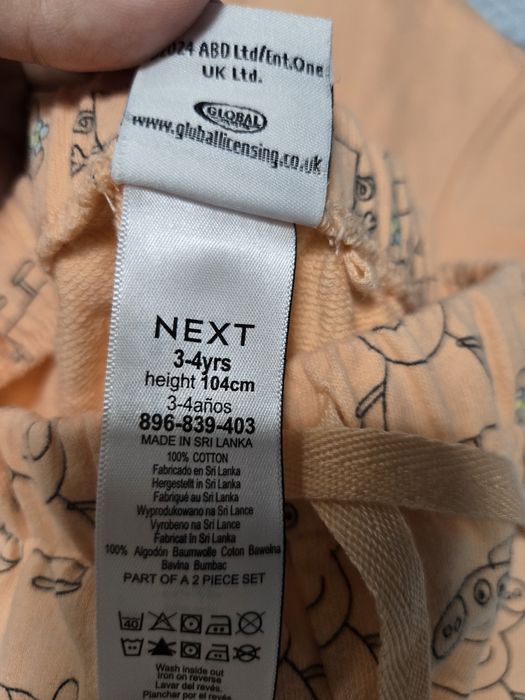 2024 ABD Ltd/Ent.One
UK Ltd.
GLOBAL
www.globallicensing.co.uk
NEXT
3-4yrs
height 104cm
3-4años
896-839-403
MADE IN SRI LANKA
100% COTTON
Fabricado en Sri Lanka
Hergestellt in Sri Lanka
Fabriqué au Sri Lanka
Wyprodukowano na Sri Lance
Vyrobeno na Sri Lance
Fabricat în Sri Lanka
100% Algodón Baumwolle Coton Bawełna
Bavlna Bumbac
PART OF A 2 PIECE SET
40
Wash inside out
Iron on reverse
Lavar del revés.
Planchar por el revés